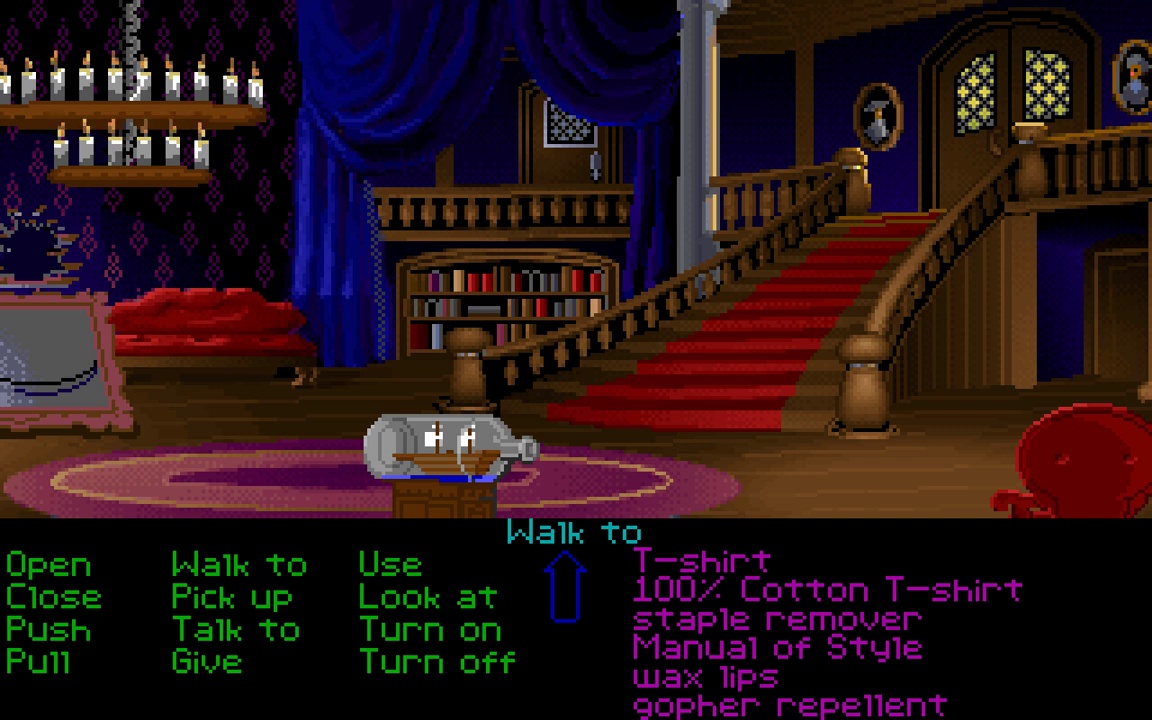 Walk to
Open Walk to Use
Close Pick up Look at
Push Talk to Turn on
Pull Give Turn off
T-shirt
100% Cotton T-shirt
staple remover
Manual of Style
wax lips
gopher repellent